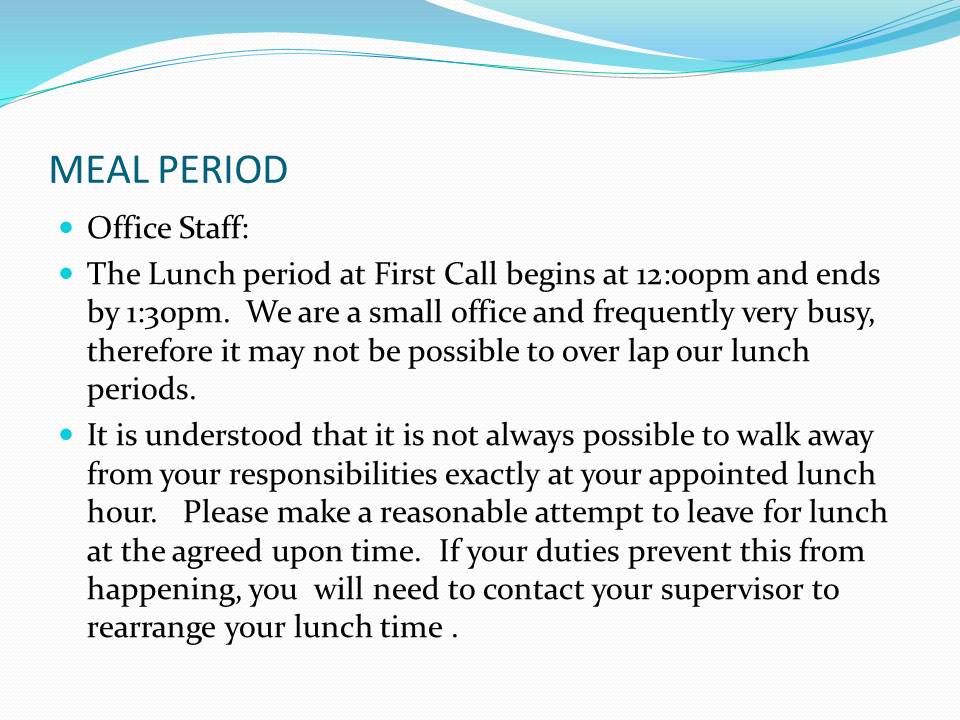 MEAL PERIOD
Office Staff:
The Lunch period at First Call begins at 12:00pm and ends
by 1:30pm.  We are a small office and frequently very busy,
therefore it may not be possible to over lap our lunch
periods.
It is understood that it is not always possible to walk away
from your responsibilities exactly at your appointed lunch
hour.   Please make a reasonable attempt to leave for lunch
at the agreed upon time.  If your duties prevent this from
happening, you  will need to contact your supervisor to
rearrange your lunch time .